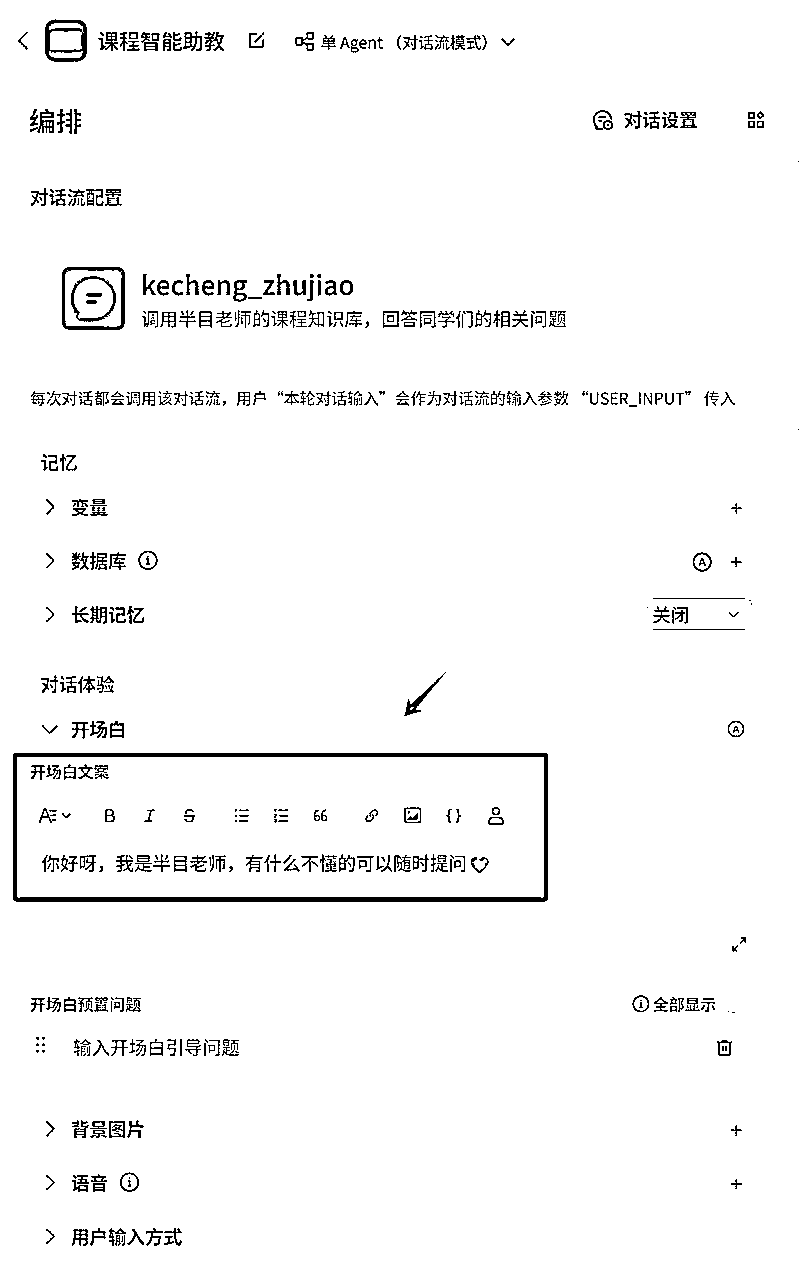 课程智能助教 单 Agent（对话流模式）
编排 对话设置
对话流配置
kecheng_zhujiao
调用半目老师的课程知识库，回答同学们的相关问题
每次对话都会调用该对话流，用户“本轮对话输入”会作为对话流的输入参数 “USER_INPUT” 传入
记忆
变量
数据库
长期记忆 关闭
对话体验
开场白
开场白文案
你好呀，我是半目老师，有什么不懂的可以随时提问
开场白预置问题 全部显示
输入开场白引导问题
背景图片
语音
用户输入方式